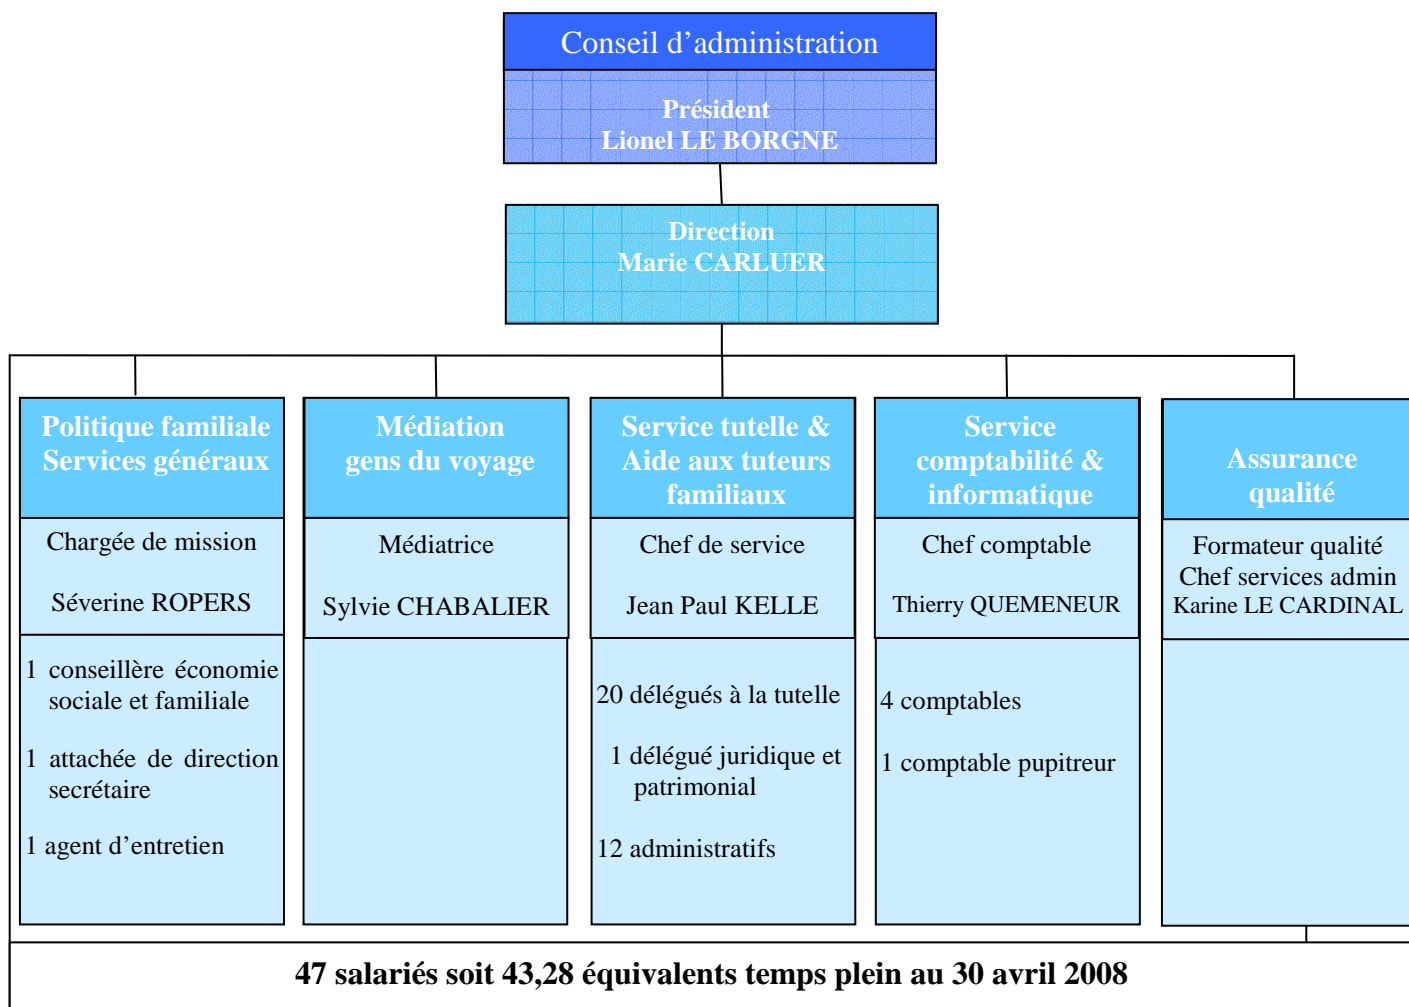 Conseil d’administration
Président
Lionel LE BORGNE
Direction
Marie CARLUER
Politique familiale
Services généraux
Chargée de mission
Séverine ROPERS
1 conseillère économie
sociale et familiale
1 attachée de direction
secrétaire
1 agent d’entretien
Médiation
gens du voyage
Médiatrice
Sylvie CHABALIER
Service tutelle &
Aide aux tuteurs
familiaux
Chef de service
Jean Paul KELLE
20 délégués à la tutelle
1 délégué juridique et
patrimonial
12 administratifs
Service
comptabilité &
informatique
Chef comptable
Thierry QUEMENEUR
4 comptables
1 comptable pupitreur
Assurance
qualité
Formateur qualité
Chef services admin
Karine LE CARDINAL
47 salariés soit 43,28 équivalents temps plein au 30 avril 2008